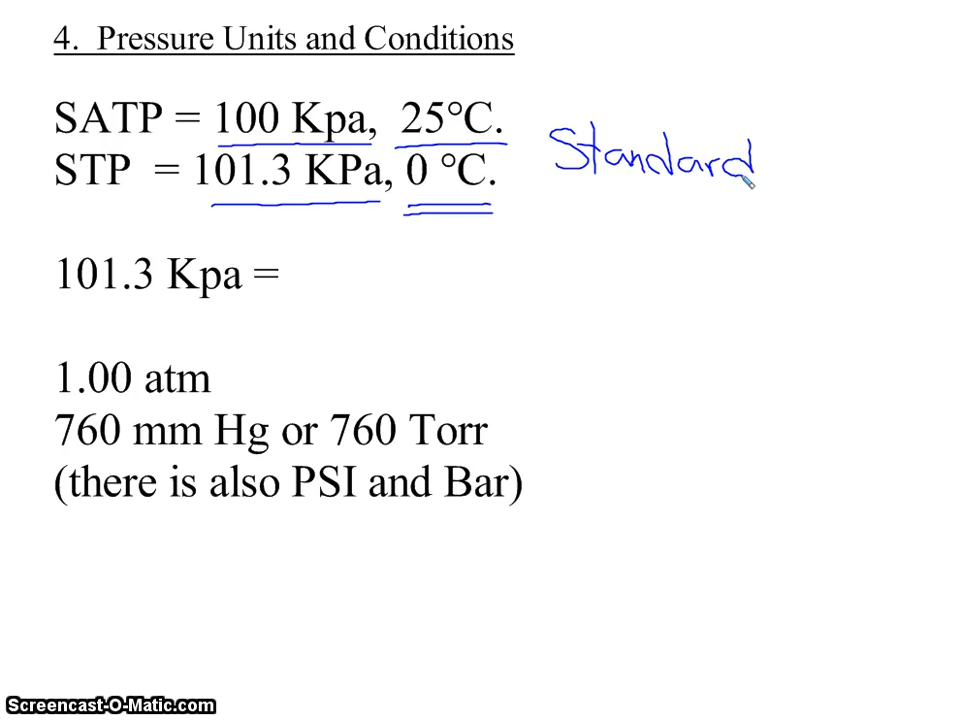 4. Pressure Units and Conditions
SATP = 100 Kpa, 25°C.
Standard
STP = 101.3 KPa, 0 °C.
101.3 Kpa =
1.00 atm
760 mm Hg or 760 Torr
(there is also PSI and Bar)
Screencast-O-Matic.com